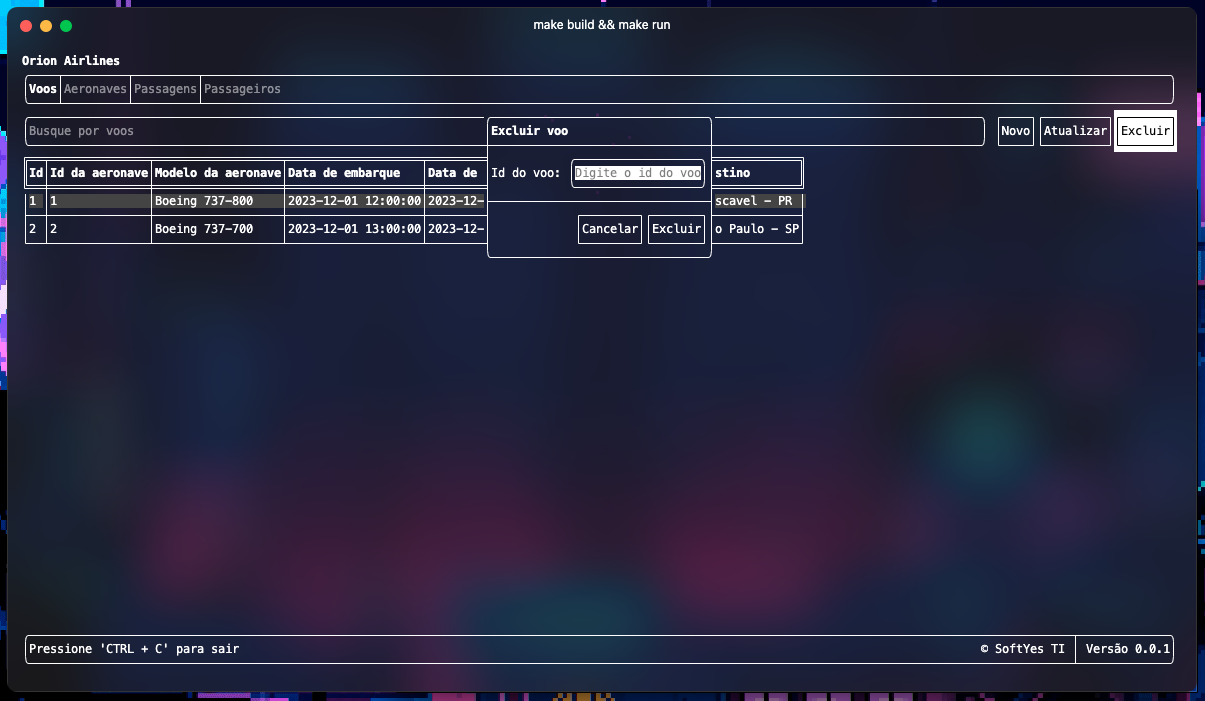 make build && make run
Orion Airlines
Voos Aeronaves Passagens Passageiros
Busque por voos
Novo Atualizar Excluir
Excluir voo
Id do voo: Digite o id do voo
Cancelar Excluir
Id Id da aeronave Modelo da aeronave Data de embarque Data de stino
1 1 Boeing 737-800 2023-12-01 12:00:00 2023-12- scavel - PR
2 2 Boeing 737-700 2023-12-01 13:00:00 2023-12- o Paulo - SP
Pressione 'CTRL + C' para sair
© SoftYes TI Versão 0.0.1